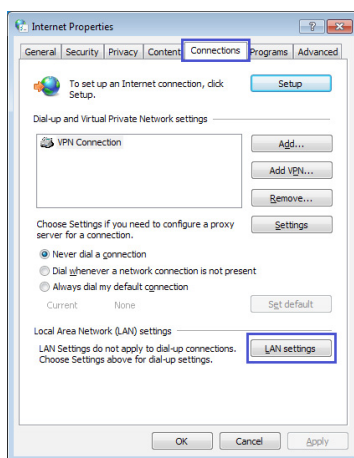 Internet Properties
General Security Privacy Content Connections Programs Advanced
To set up an Internet connection, click
Setup.
Setup
Dial-up and Virtual Private Network settings
VPN Connection
Add...
Add VPN...
Remove...
Choose Settings if you need to configure a proxy
server for a connection.
Settings
Never dial a connection
Dial whenever a network connection is not present
Always dial my default connection
Current None
Set default
Local Area Network (LAN) settings
LAN Settings do not apply to dial-up connections.
Choose Settings above for dial-up settings.
LAN settings
OK Cancel Apply